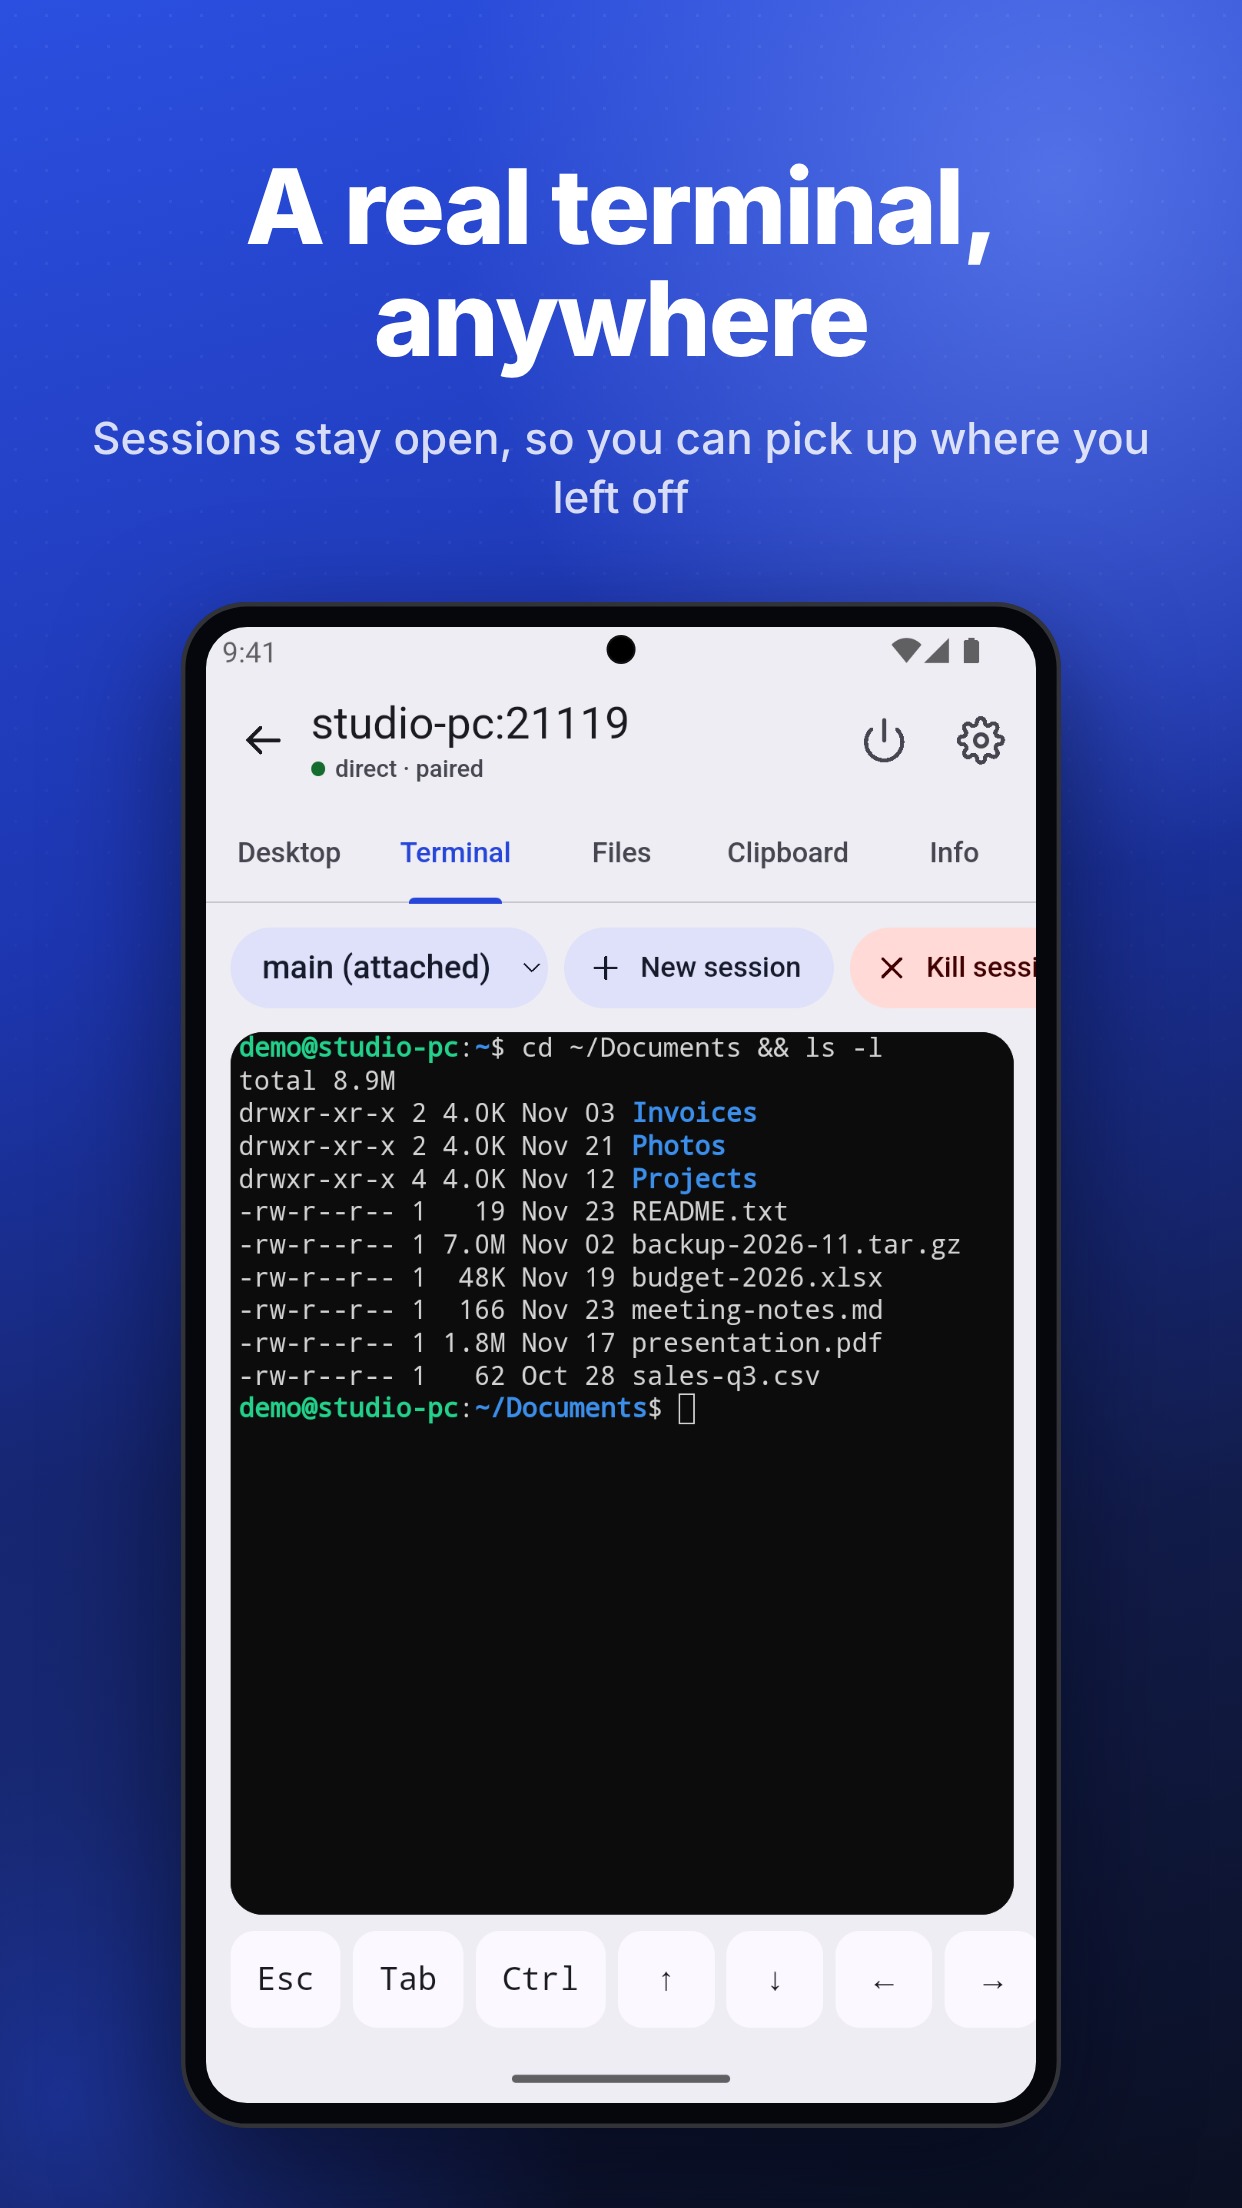 A real terminal,
anywhere
Sessions stay open, so you can pick up where you
left off
9:41
studio-pc:21119
direct · paired
Desktop Terminal Files Clipboard Info
main (attached) New session Kill sessi
demo@studio-pc:~$ cd ~/Documents && ls -l
total 8.9M
drwxr-xr-x 2 4.0K Nov 03 Invoices
drwxr-xr-x 2 4.0K Nov 21 Photos
drwxr-xr-x 4 4.0K Nov 12 Projects
-rw-r--r-- 1   19 Nov 23 README.txt
-rw-r--r-- 1 7.0M Nov 02 backup-2026-11.tar.gz
-rw-r--r-- 1  48K Nov 19 budget-2026.xlsx
-rw-r--r-- 1  166 Nov 23 meeting-notes.md
-rw-r--r-- 1 1.8M Nov 17 presentation.pdf
-rw-r--r-- 1   62 Oct 28 sales-q3.csv
demo@studio-pc:~/Documents$
Esc Tab Ctrl ↑ ↓ ← →